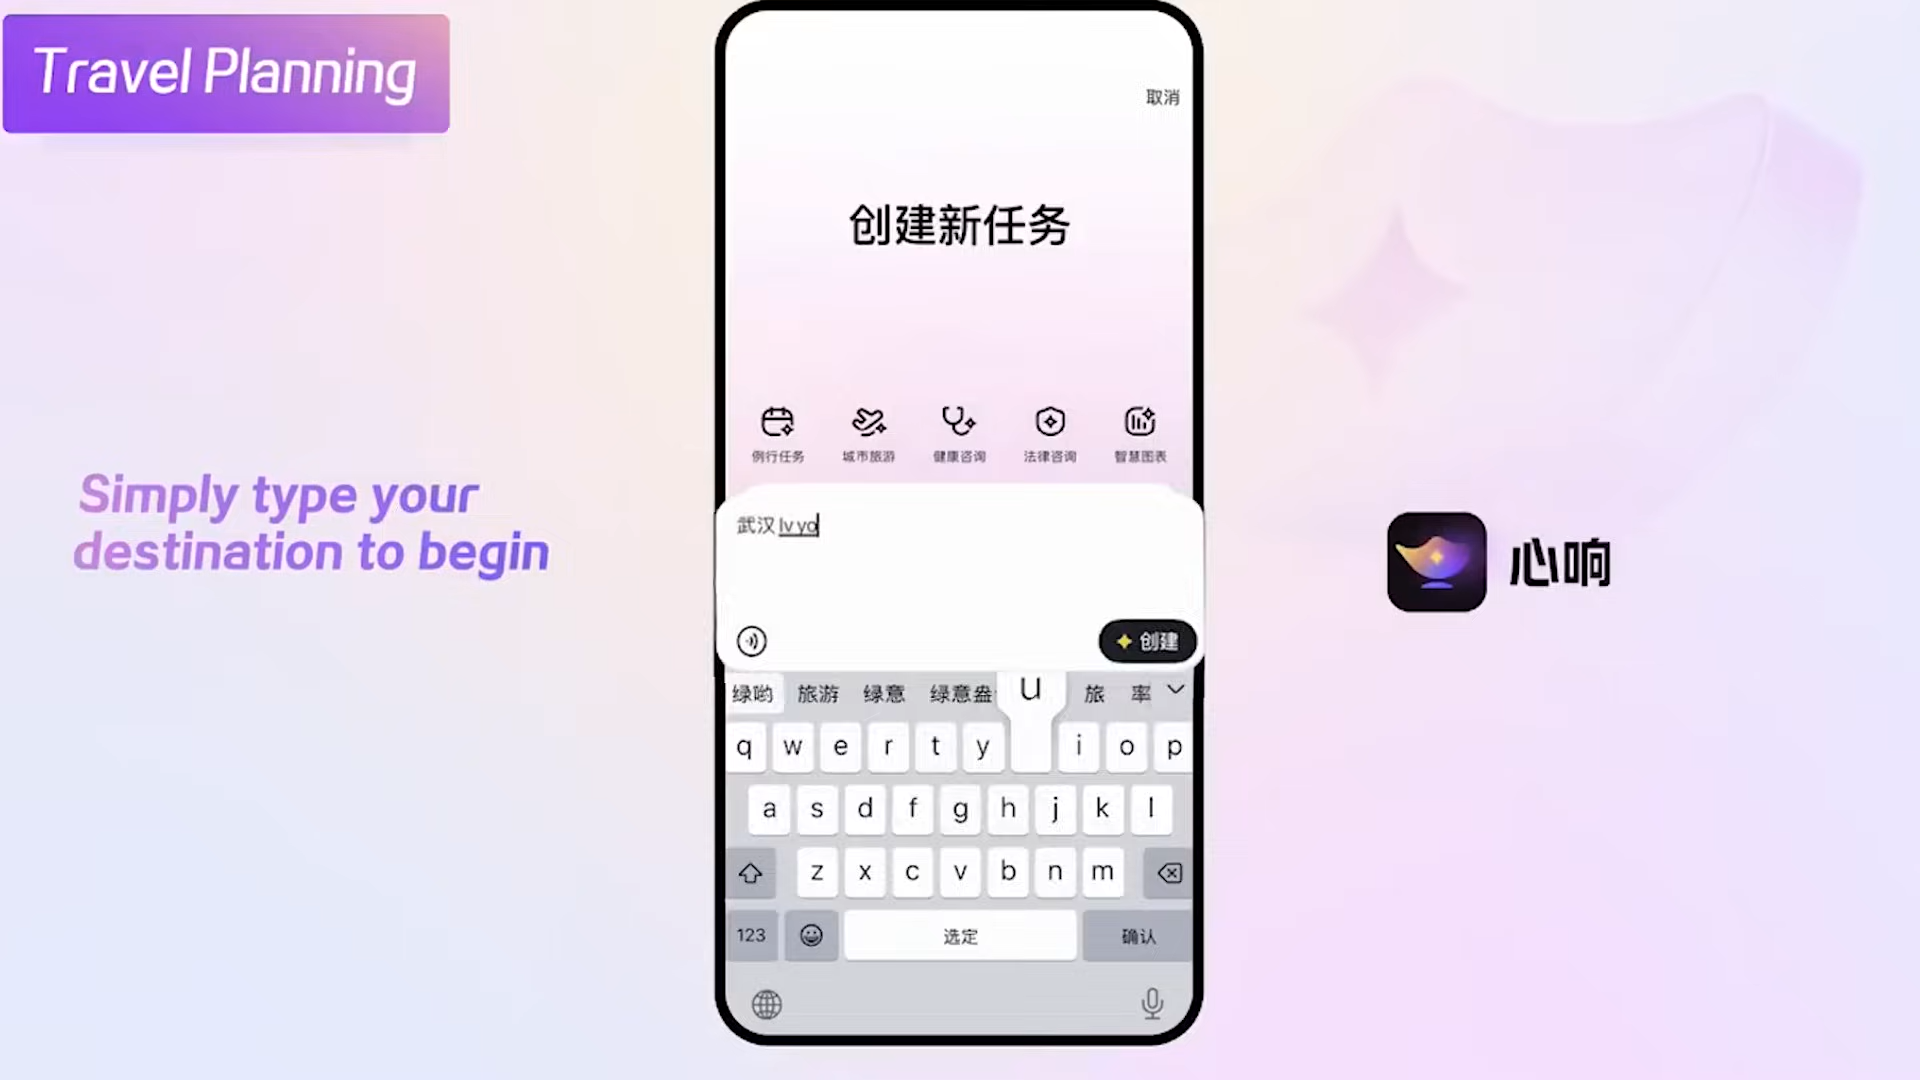 Travel Planning
取消
创建新任务
例行任务 城市旅游 健康咨询 法律咨询 智慧图表
Simply type your
destination to begin
武汉 lv yo
创建
心响
绿哟 旅游 绿意 绿意盎 旅 率
q w e r t y u i o p
a s d f g h j k l
z x c v b n m
123 选定 确认